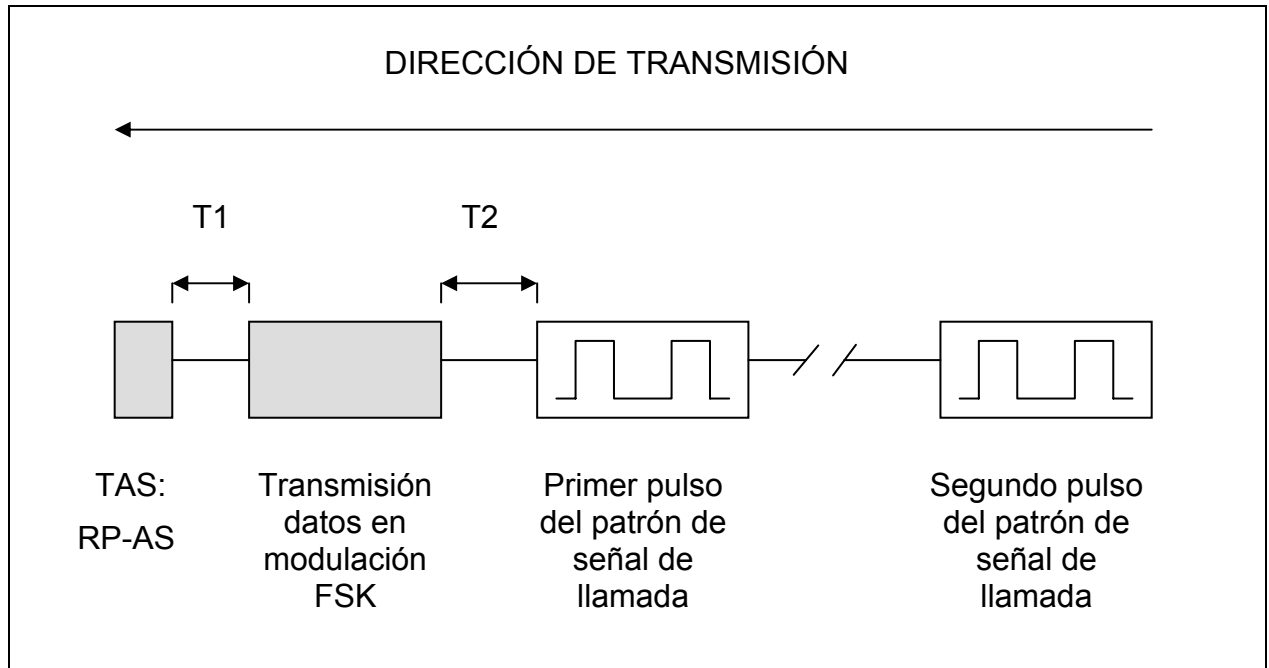 DIRECCIÓN DE TRANSMISIÓN
T1
T2
TAS:
RP-AS
Transmisión
datos en
modulación
FSK
Primer pulso
del patrón de
señal de
llamada
Segundo pulso
del patrón de
señal de
llamada